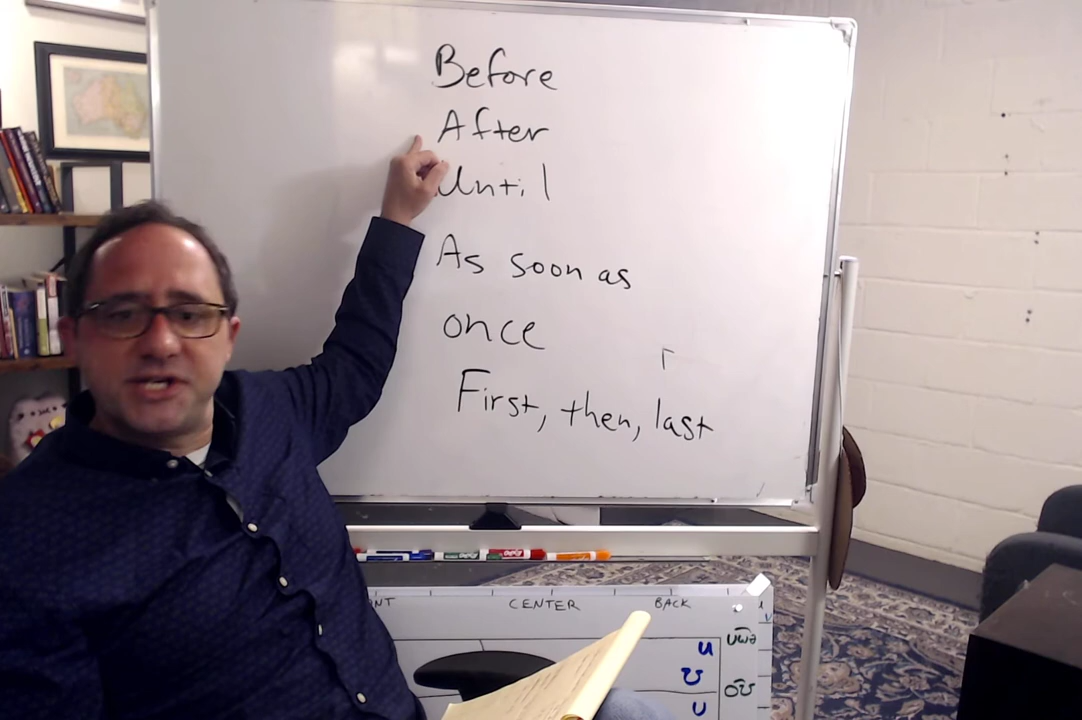 Before
After
Until
As soon as
once
First, then, last
CENTER
BACK
u
ʊ